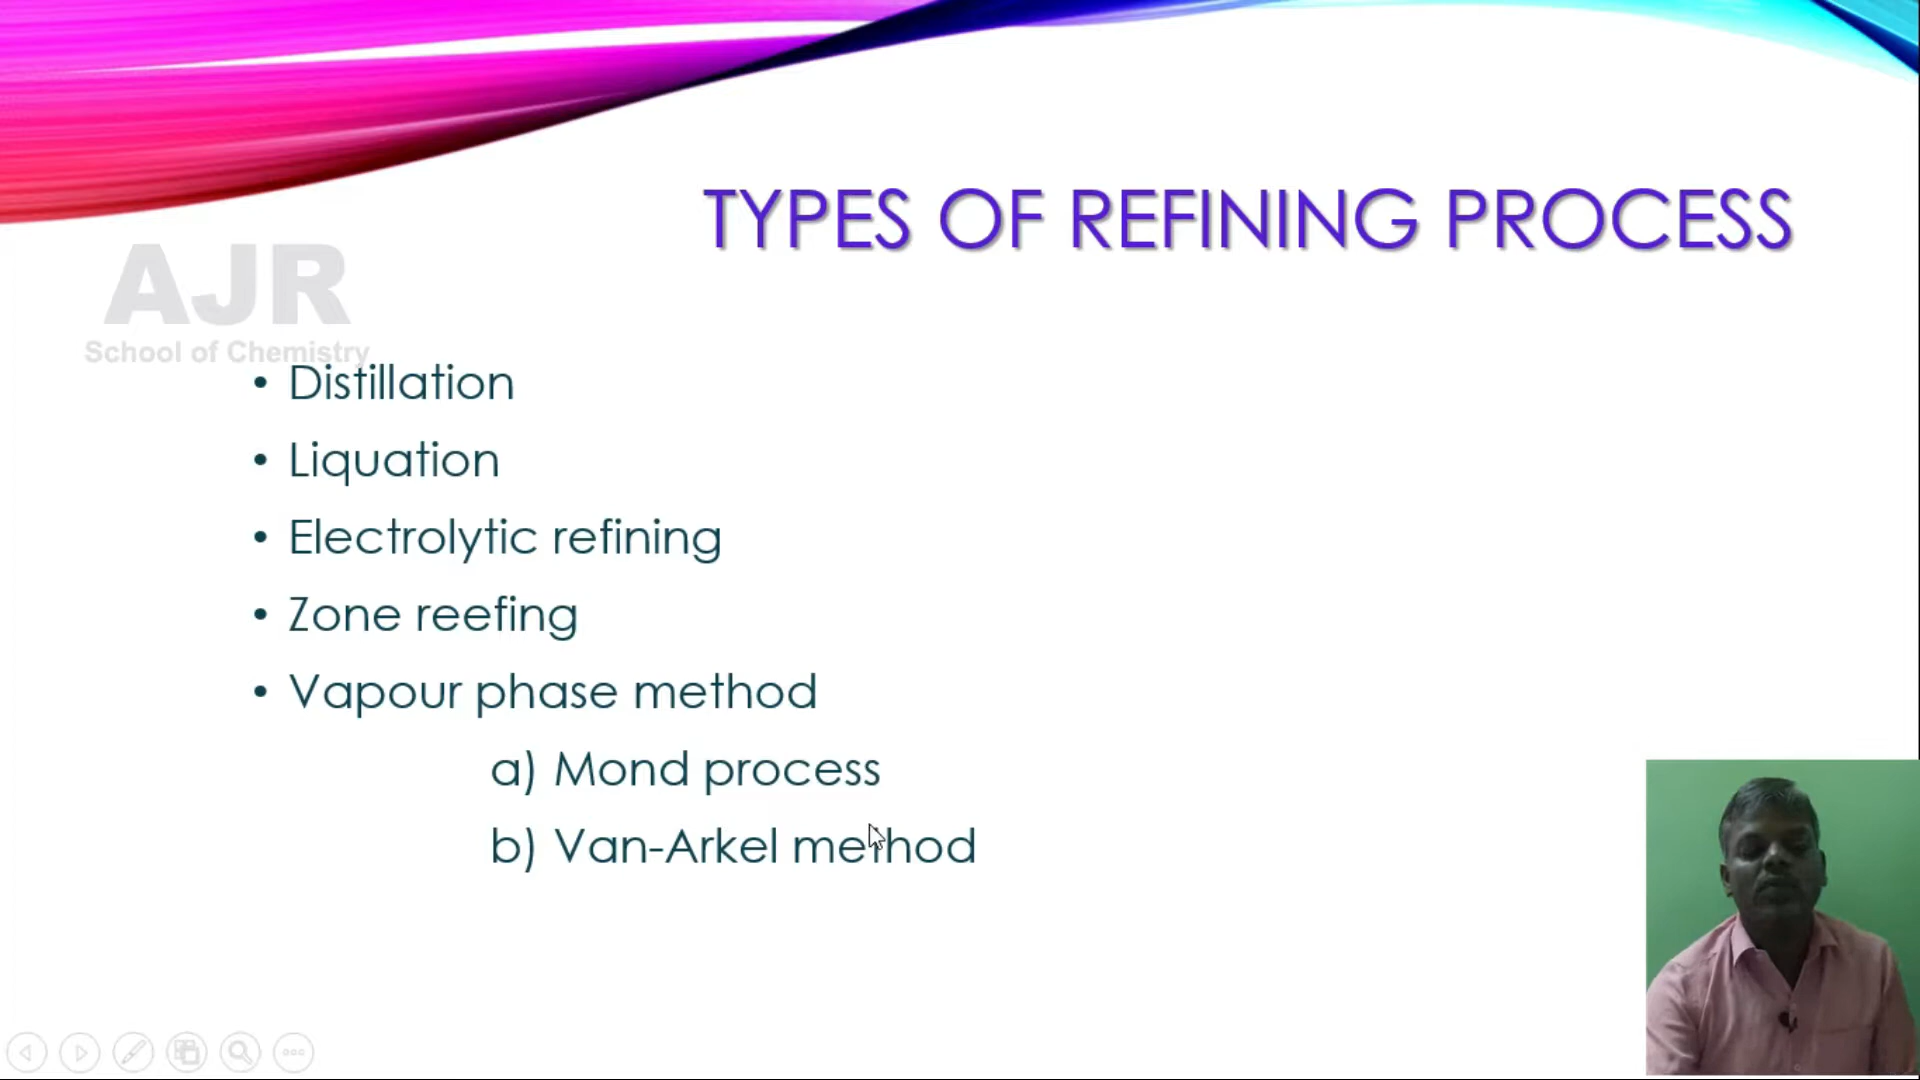 TYPES OF REFINING PROCESS
AJR
School of Chemistry
• Distillation
• Liquation
• Electrolytic refining
• Zone reefing
• Vapour phase method
a) Mond process
b) Van-Arkel method